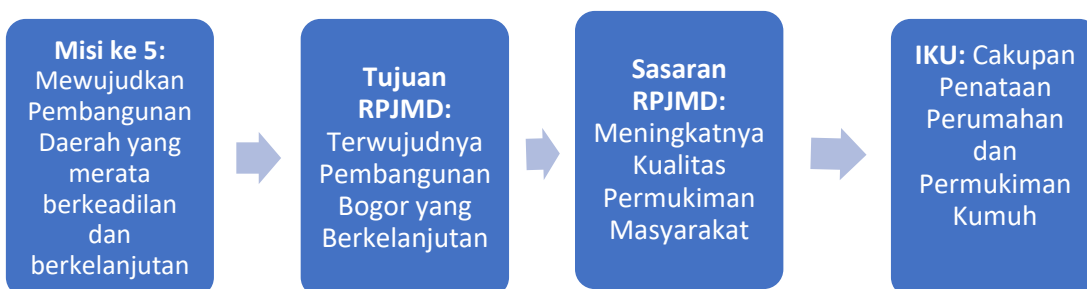 Misi ke 5:
Mewujudkan
Pembangunan
Daerah yang
merata
berkeadilan
dan
berkelanjutan
Tujuan
RPJMD:
Terwujudnya
Pembangunan
Bogor yang
Berkelanjutan
Sasaran
RPJMD:
Meningkatnya
Kualitas
Permukiman
Masyarakat
IKU: Cakupan
Penataan
Perumahan
dan
Permukiman
Kumuh